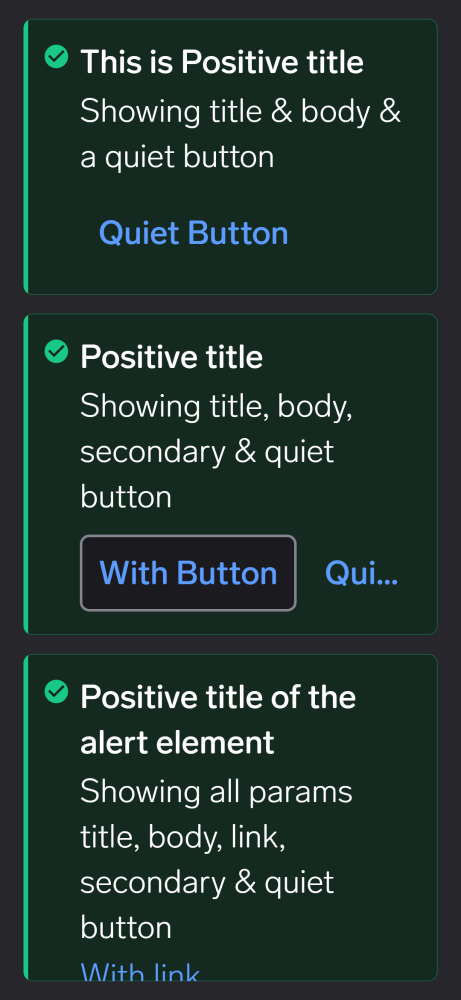 This is Positive title
Showing title & body &
a quiet button
Quiet Button
Positive title
Showing title, body,
secondary & quiet
button
With Button
Qui...
Positive title of the
alert element
Showing all params
title, body, link,
secondary & quiet
button
With link